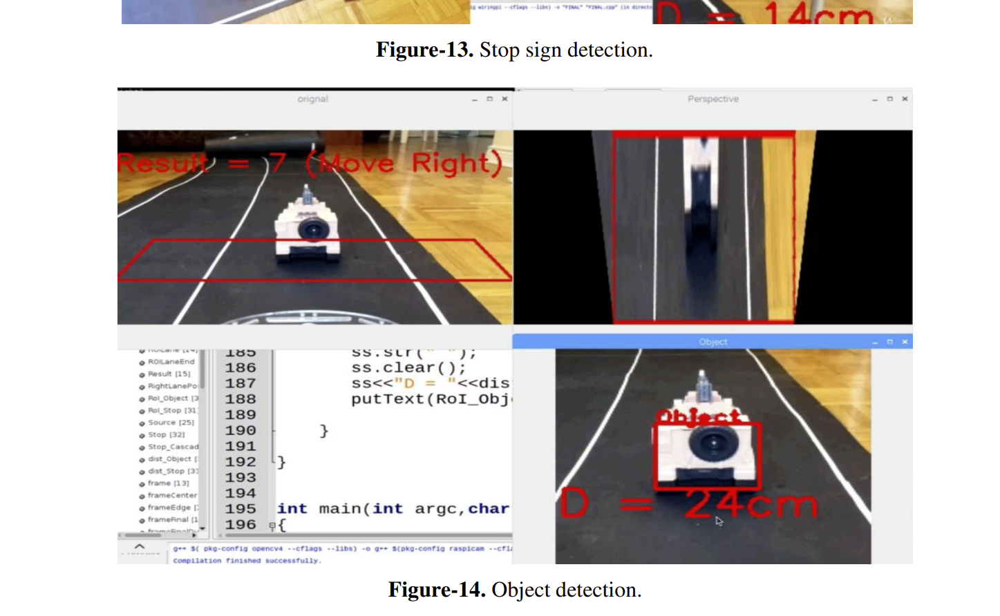 D = 14cm
Figure-13. Stop sign detection.
orignal
Perspective
Result = 7 (Move Right)
Object
ROILaneEnd
Result [15]
RightLanePo
RoI_Object [3
RoI_Stop [31
Source [25]
Stop [32]
Stop_Cascad
dist_Object [
dist_Stop [33
frame [13]
frameCenter
frameEdge [
frameFinal [1
185 ss.str(" ");
186 ss.clear();
187 ss<<"D = "<<dis
188 putText(RoI_Obj
189
190 }
191
192 }
193
194
195 int main(int argc,char
196 {
g++ $( pkg-config opencv4 --cflags --libs) -o g++ $(pkg-config raspicam --cfla
Compilation finished successfully.
Object
D = 24cm
Figure-14. Object detection.